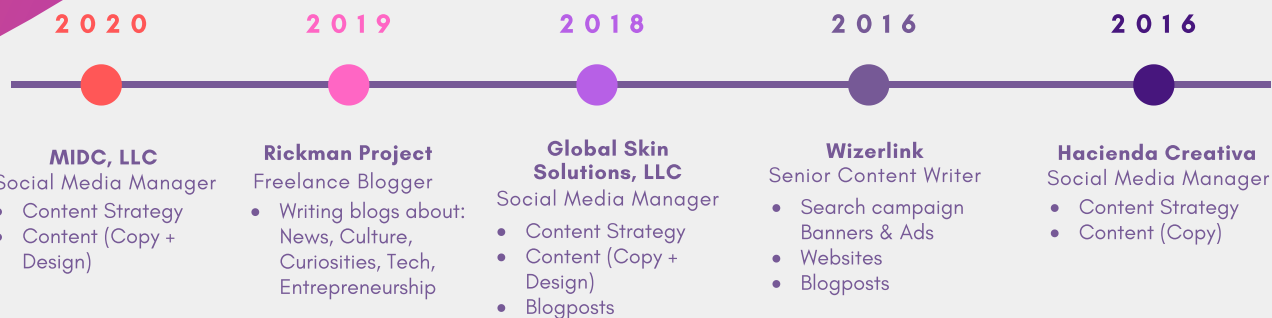 2020
MIDC, LLC
Social Media Manager
• Content Strategy
• Content (Copy +
Design)
2019
Rickman Project
Freelance Blogger
• Writing blogs about:
News, Culture,
Curiosities, Tech,
Entrepreneurship
2018
Global Skin
Solutions, LLC
Social Media Manager
• Content Strategy
• Content (Copy +
Design)
• Blogposts
2016
Wizerlink
Senior Content Writer
• Search campaign
Banners & Ads
• Websites
• Blogposts
2016
Hacienda Creativa
Social Media Manager
• Content Strategy
• Content (Copy)